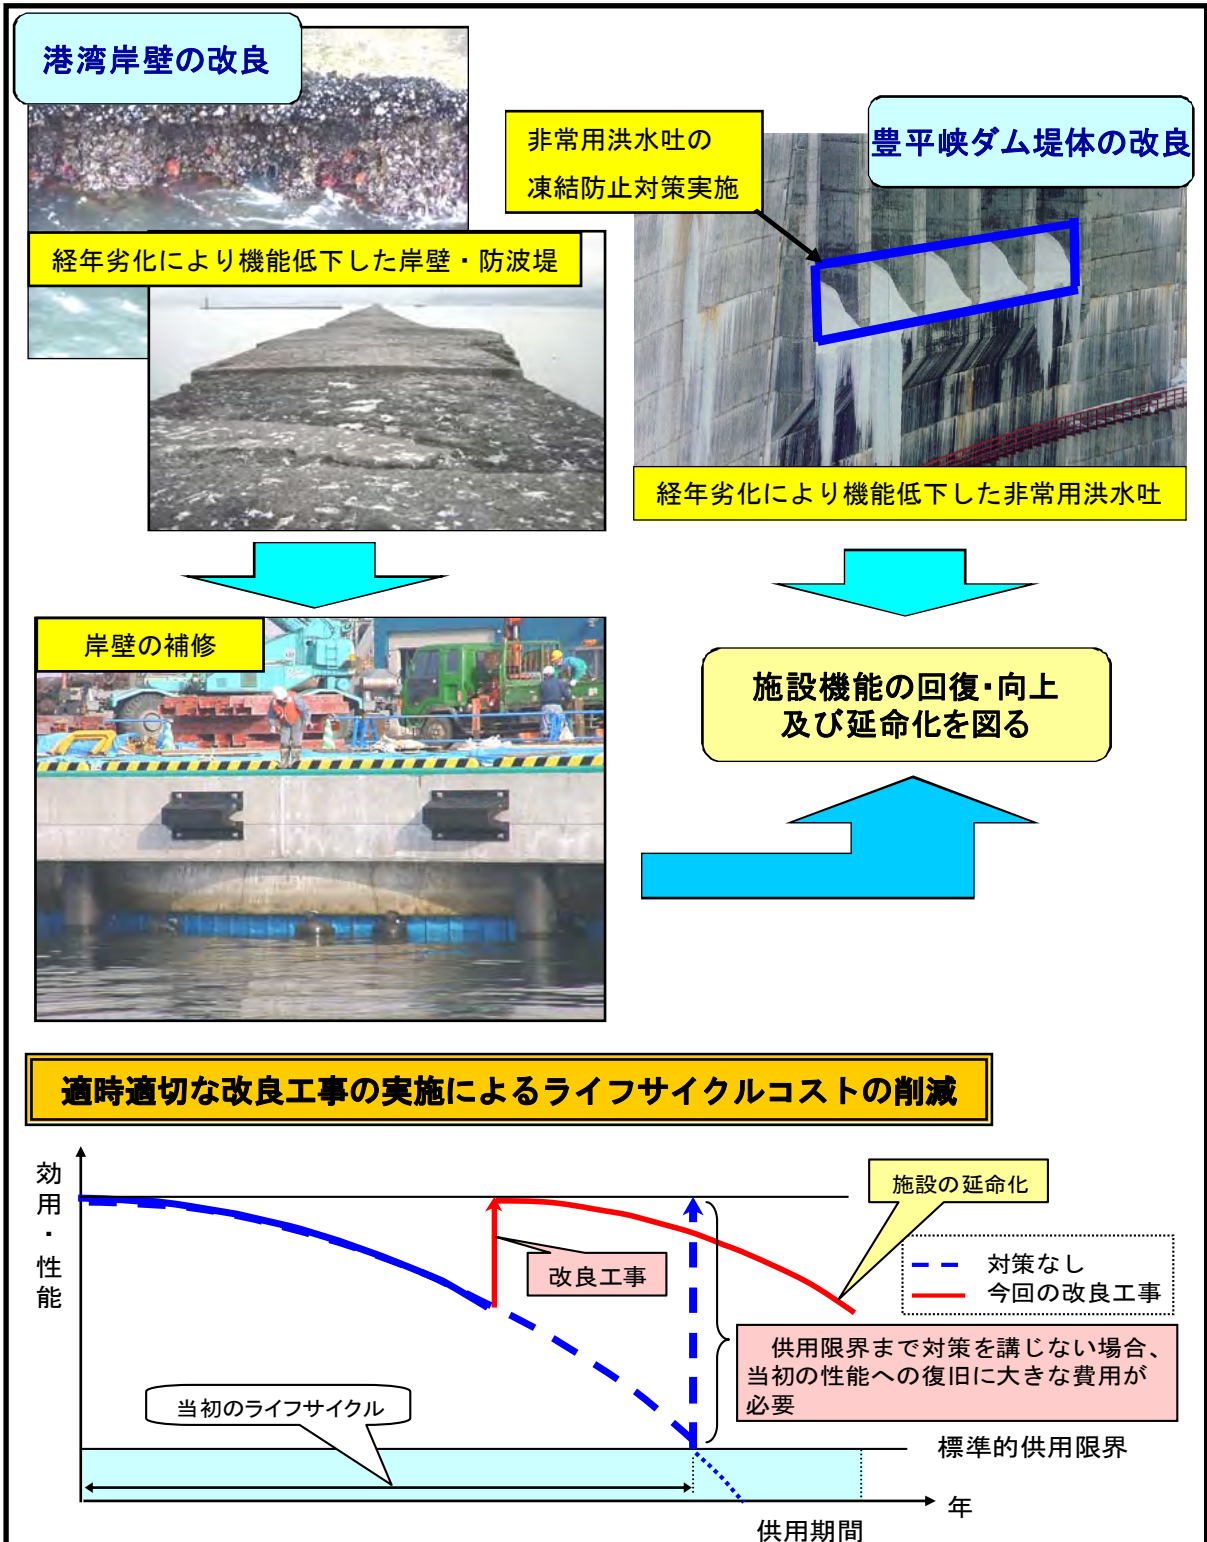 港湾岸壁の改良
経年劣化により機能低下した岸壁・防波堤
岸壁の補修
非常用洪水吐の
凍結防止対策実施
豊平峡ダム堤体の改良
経年劣化により機能低下した非常用洪水吐
施設機能の回復・向上
及び延命化を図る
適時適切な改良工事の実施によるライフサイクルコストの削減
効用・性能
施設の延命化
改良工事
対策なし
今回の改良工事
供用限界まで対策を講じない場合、
当初の性能への復旧に大きな費用が
必要
当初のライフサイクル
標準的供用限界
年
供用期間